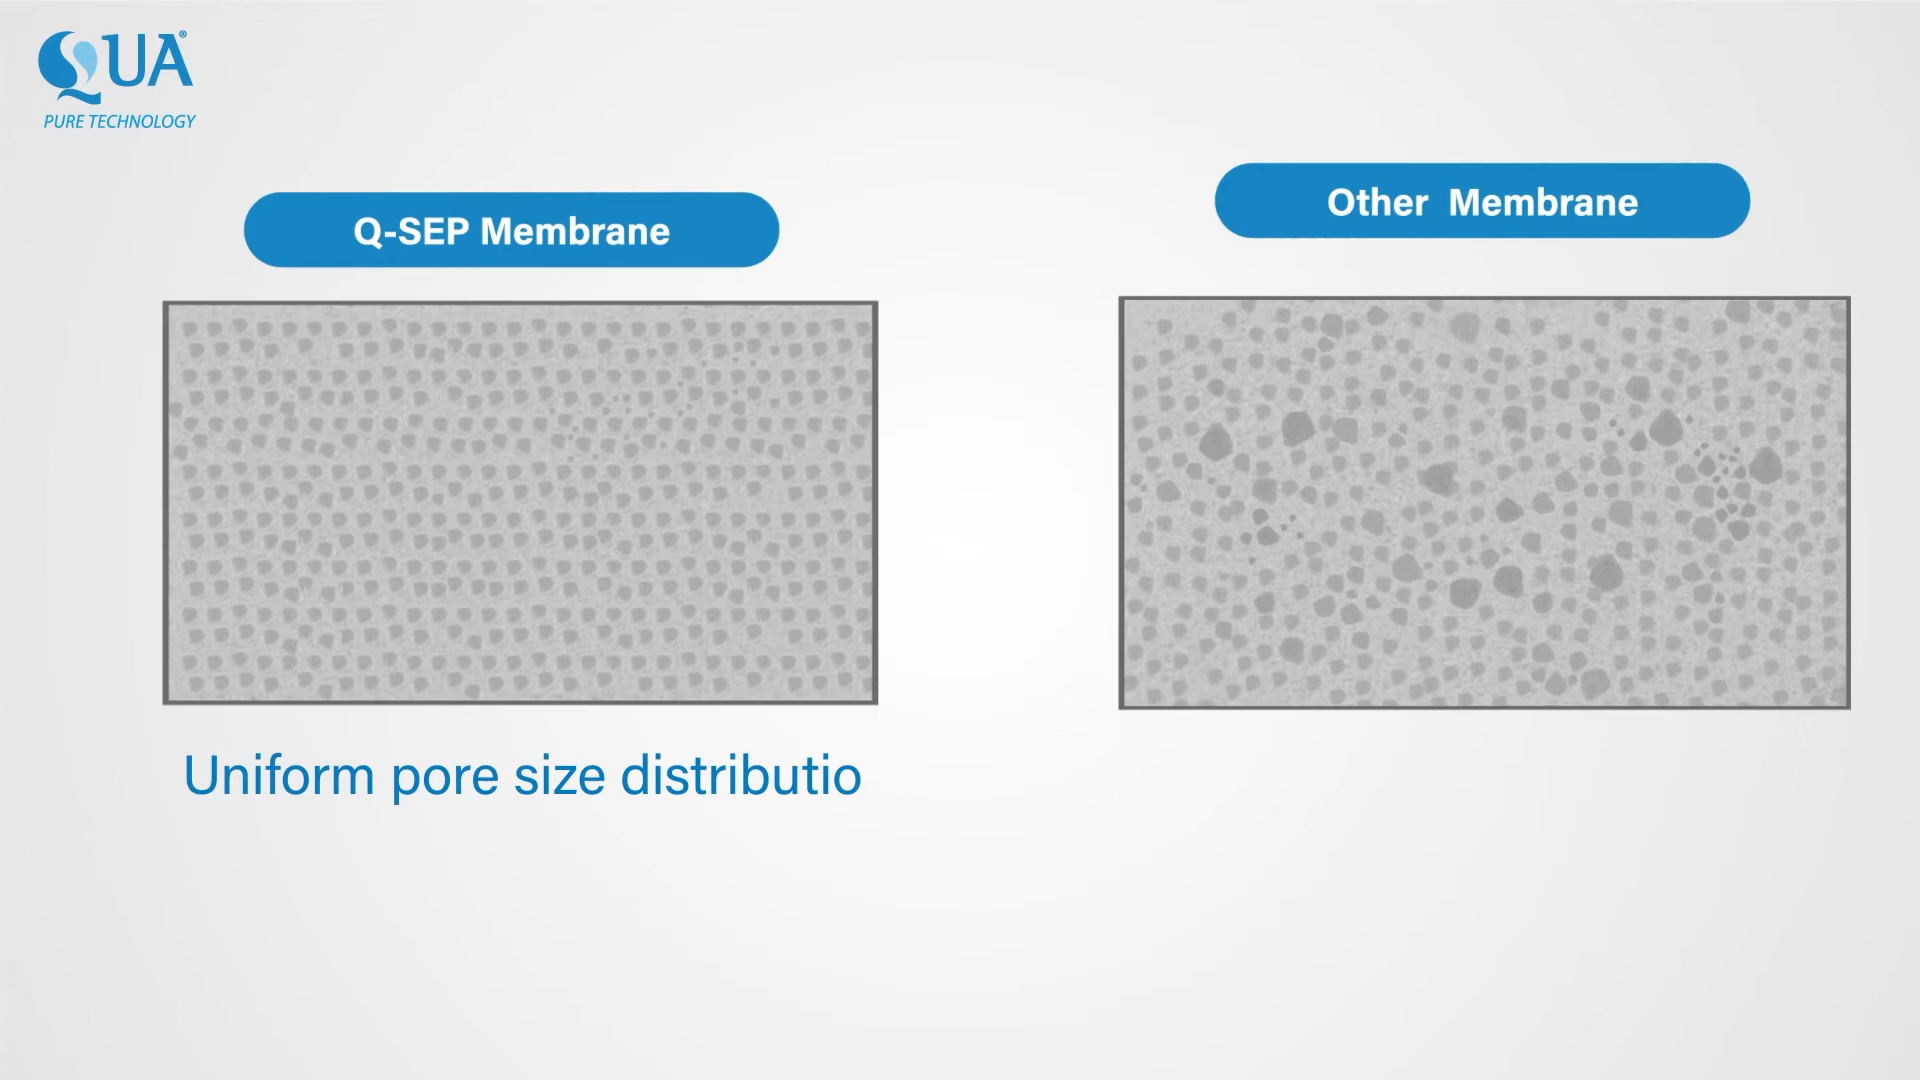 QUA®
PURE TECHNOLOGY
Q-SEP Membrane
Other Membrane
Uniform pore size distributio